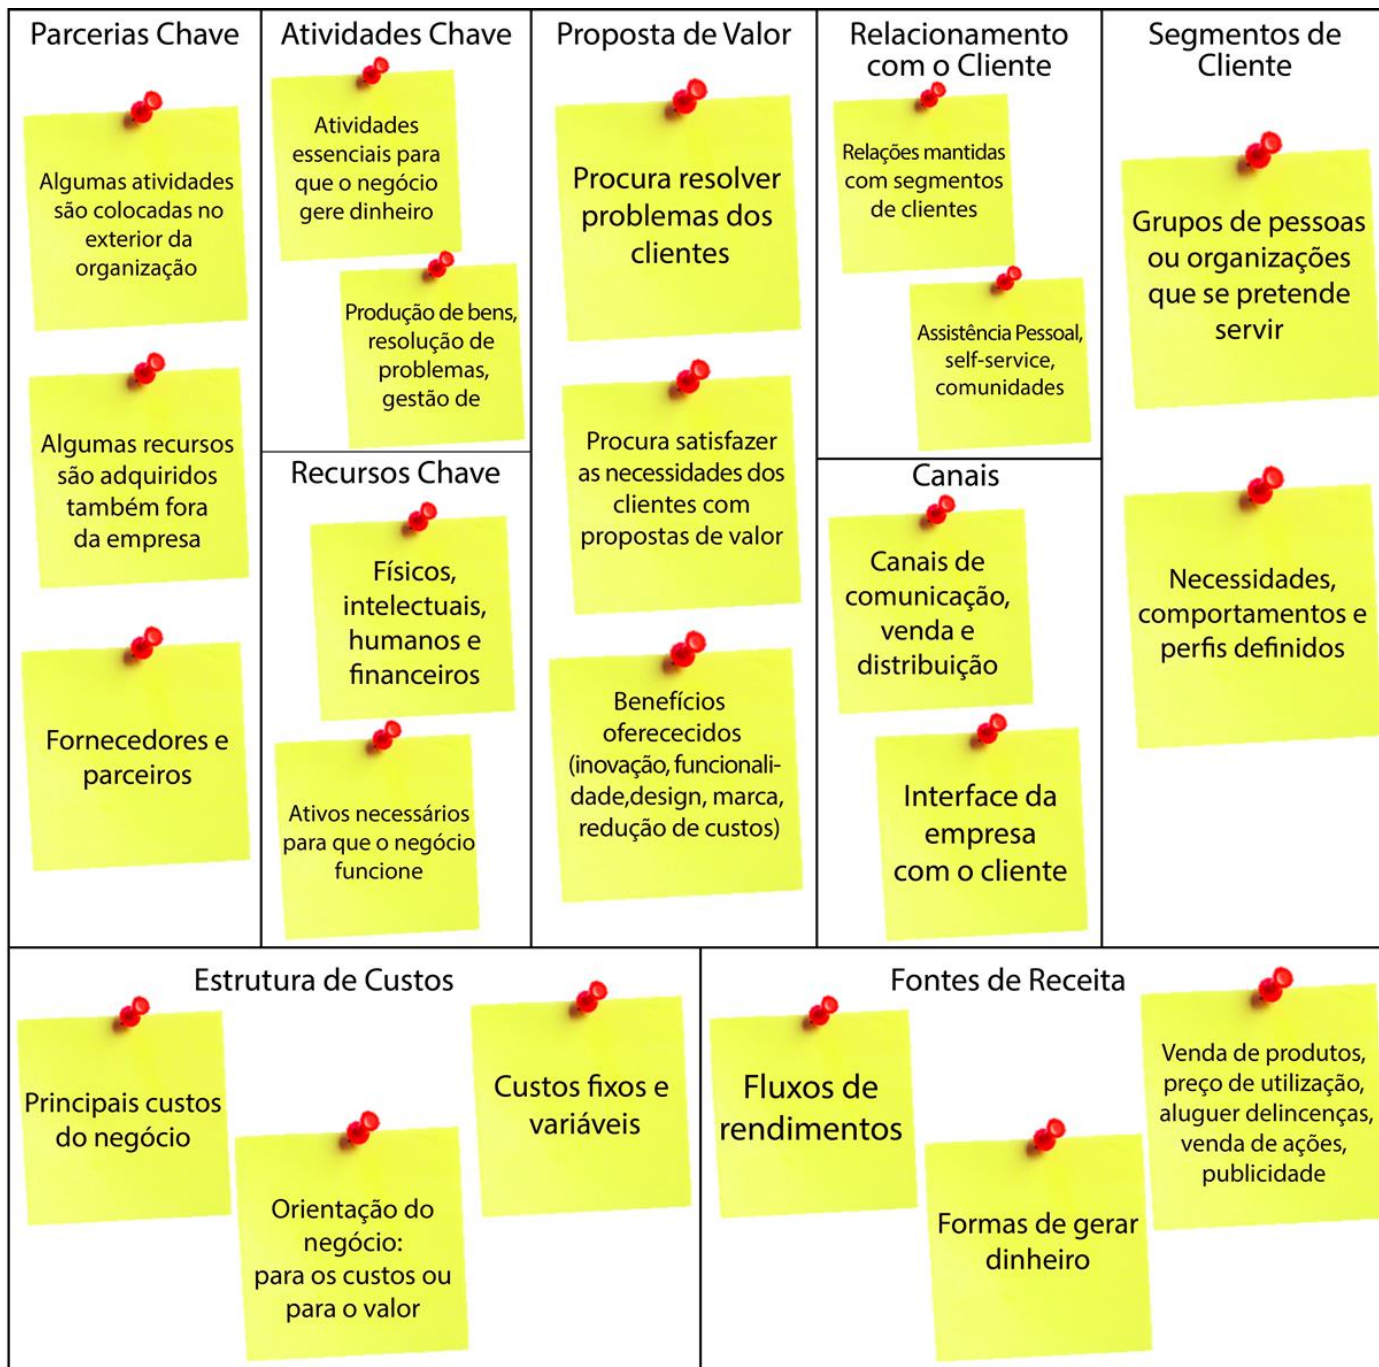 Parcerias Chave
Algumas atividades
são colocadas no
exterior da
organização
Algumas recursos
são adquiridos
também fora
da empresa
Fornecedores e
parceiros
Atividades Chave
Atividades
essenciais para
que o negócio
gere dinheiro
Produção de bens,
resolução de
problemas,
gestão de
Recursos Chave
Físicos,
intelectuais,
humanos e
financeiros
Ativos necessários
para que o negócio
funcione
Proposta de Valor
Procura resolver
problemas dos
clientes
Procura satisfazer
as necessidades dos
clientes com
propostas de valor
Benefícios
oferececidos
(inovação, funcionali-
dade,design, marca,
redução de custos)
Relacionamento
com o Cliente
Relações mantidas
com segmentos
de clientes
Assistência Pessoal,
self-service,
comunidades
Canais
Canais de
comunicação,
venda e
distribuição
Interface da
empresa
com o cliente
Segmentos de
Cliente
Grupos de pessoas
ou organizações
que se pretende
servir
Necessidades,
comportamentos e
perfis definidos
Estrutura de Custos
Principais custos
do negócio
Orientação do
negócio:
para os custos ou
para o valor
Custos fixos e
variáveis
Fontes de Receita
Fluxos de
rendimentos
Formas de gerar
dinheiro
Venda de produtos,
preço de utilização,
aluguer delincenças,
venda de ações,
publicidade